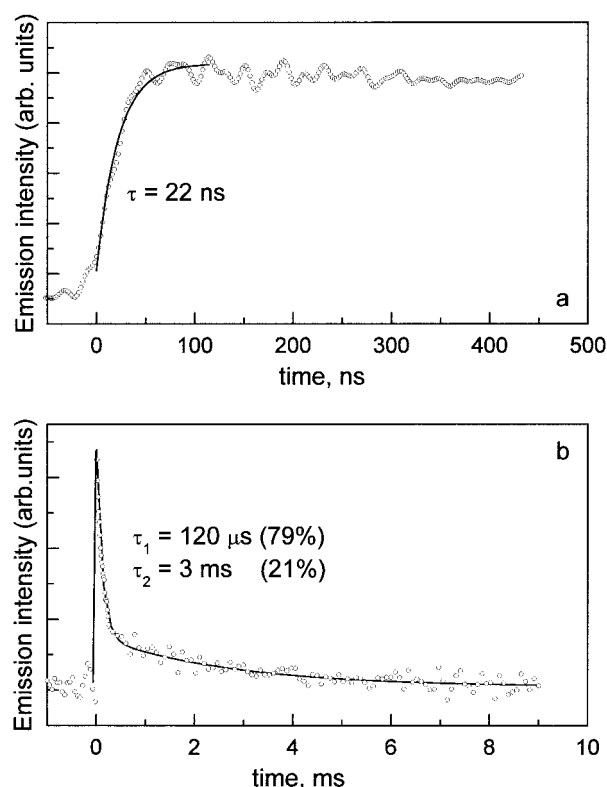 Emission intensity (arb. units)
τ = 22 ns
a
0 100 200 300 400 500
time, ns
Emission intensity (arb.units)
b
τ1 = 120 μs (79%)
τ2 = 3 ms (21%)
0 2 4 6 8 10
time, ms